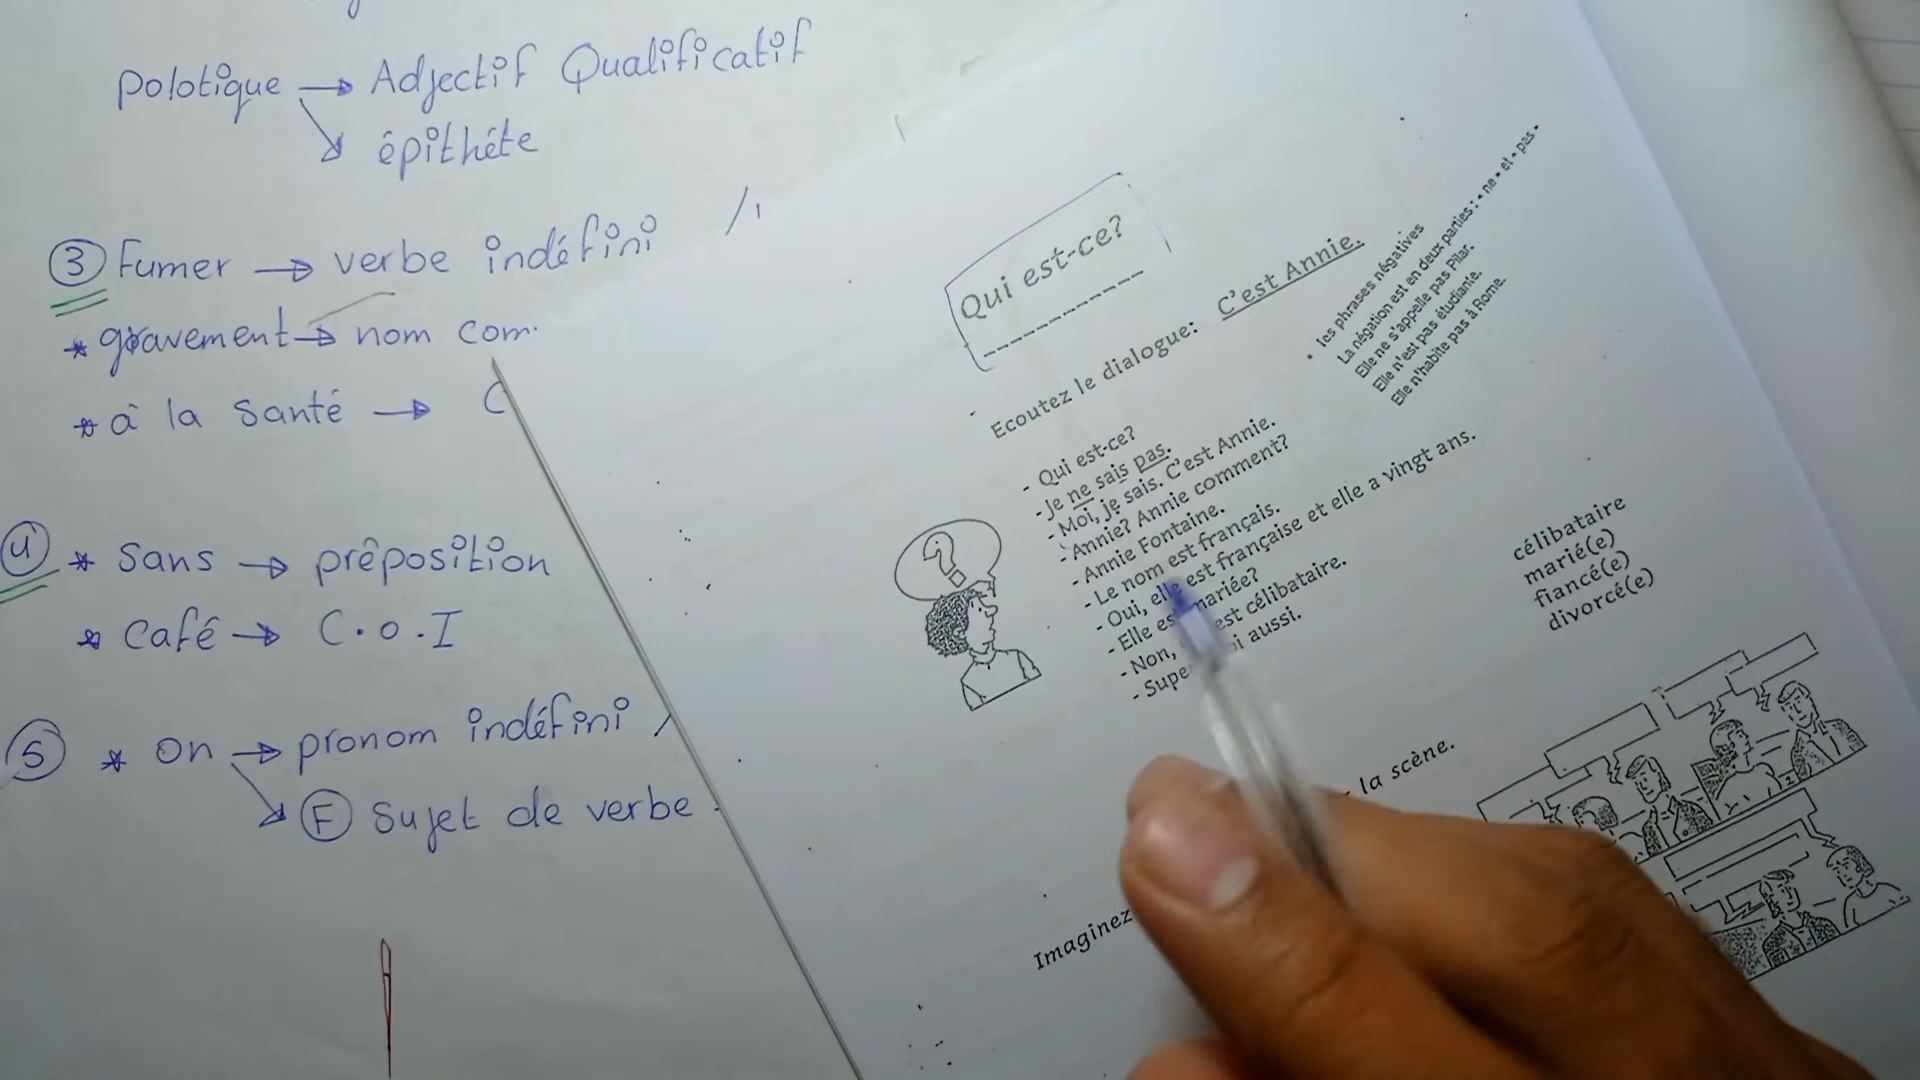 Polotique → Adjectif Qualificatif
épithéte
3 Fumer → verbe indéfini
* gravement → nom com.
* à la santé → C
4 * Sans → prêposition
* Café → C.O.I
5 * On → pronom indéfini
F Sujet de verbe
Qui est-ce?
Ecoutez le dialogue: C'est Annie.
• les phrases négatives
La négation est en deux parties : • ne • et • pas •
Elle ne s'appelle pas Pilar.
Elle n'est pas étudiante.
Elle n'habite pas à Rome.
- Qui est-ce?
- Je ne sais pas.
- Moi, je sais. C'est Annie.
- Annie? Annie comment?
- Annie Fontaine.
- Le nom est français.
- Oui, elle est française et elle a vingt ans.
- Elle mariée?
- Non, est célibataire.
- aussi.
célibataire
marié(e)
fiancé(e)
divorcé(e)
Imaginez la scène.